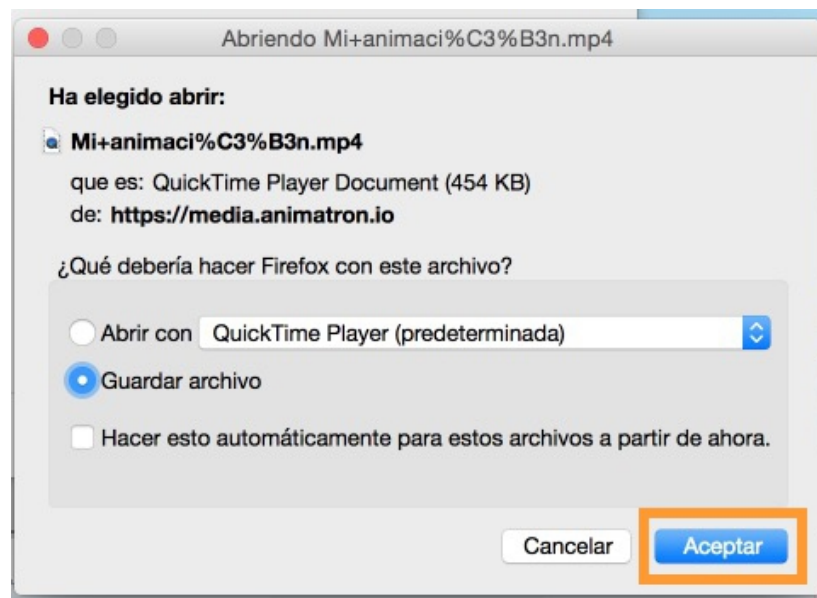 Abriendo Mi+animaci%C3%B3n.mp4
Ha elegido abrir:
Mi+animaci%C3%B3n.mp4
que es: QuickTime Player Document (454 KB)
de: https://media.animatron.io
¿Qué debería hacer Firefox con este archivo?
Abrir con QuickTime Player (predeterminada)
Guardar archivo
Hacer esto automáticamente para estos archivos a partir de ahora.
Cancelar Aceptar